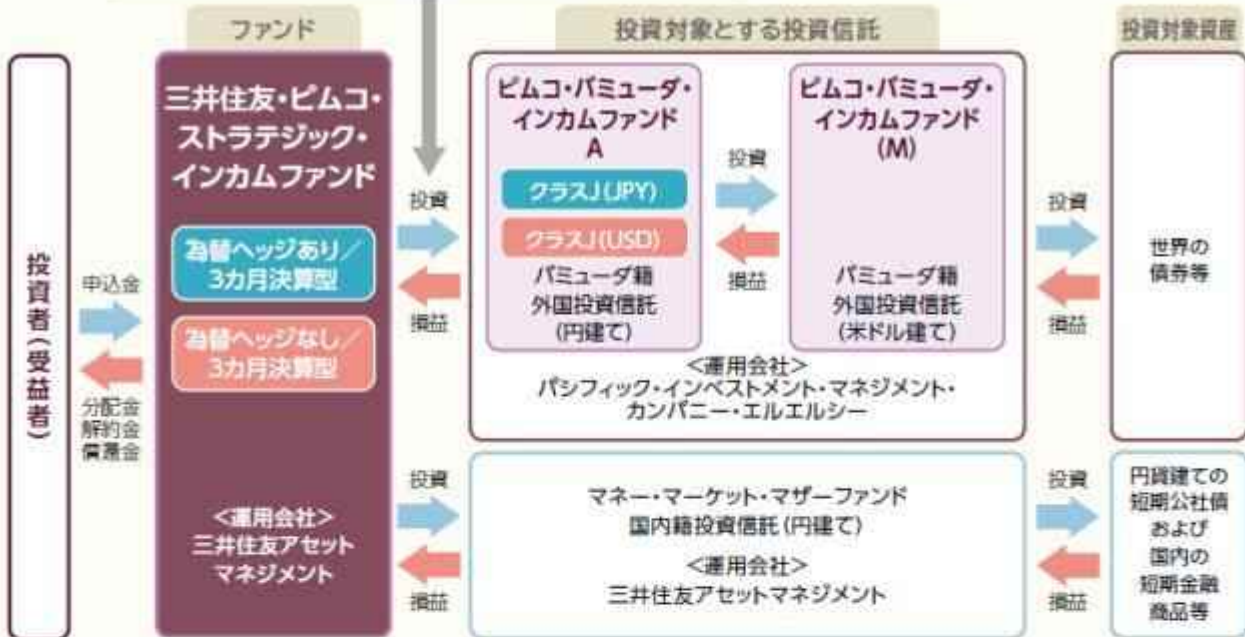 ファンド
投資対象とする投資信託
投資対象資産
投資者(受益者)
申込金
分配金
解約金
償還金
三井住友・ピムコ・
ストラテジック・
インカムファンド
為替ヘッジあり/
3カ月決算型
為替ヘッジなし/
3カ月決算型
<運用会社>
三井住友アセット
マネジメント
投資
損益
ピムコ・バミューダ・
インカムファンド
A
クラスJ(JPY)
クラスJ(USD)
バミューダ籍
外国投資信託
(円建て)
投資
損益
ピムコ・バミューダ・
インカムファンド
(M)
バミューダ籍
外国投資信託
(米ドル建て)
<運用会社>
パシフィック・インベストメント・マネジメント・
カンパニー・エルエルシー
投資
損益
世界の
債券等
投資
損益
マネー・マーケット・マザーファンド
国内籍投資信託(円建て)
<運用会社>
三井住友アセットマネジメント
投資
損益
円貨建ての
短期公社債
および
国内の
短期金融
商品等